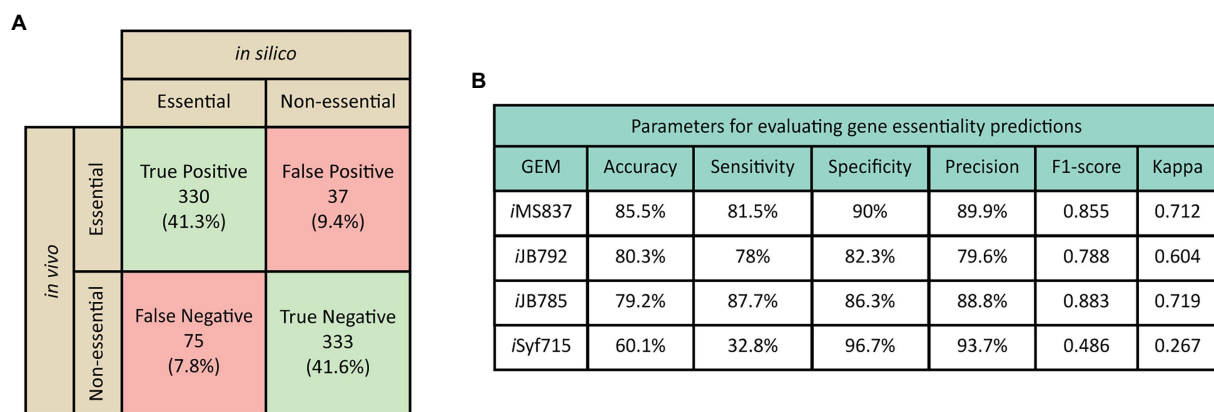 A
in silico
Essential Non-essential
in vivo
Essential
True Positive
330
(41.3%)
False Positive
37
(9.4%)
Non-essential
False Negative
75
(7.8%)
True Negative
333
(41.6%)
B
Parameters for evaluating gene essentiality predictions
GEM Accuracy Sensitivity Specificity Precision F1-score Kappa
iMS837 85.5% 81.5% 90% 89.9% 0.855 0.712
iJB792 80.3% 78% 82.3% 79.6% 0.788 0.604
iJB785 79.2% 87.7% 86.3% 88.8% 0.883 0.719
iSyf715 60.1% 32.8% 96.7% 93.7% 0.486 0.267